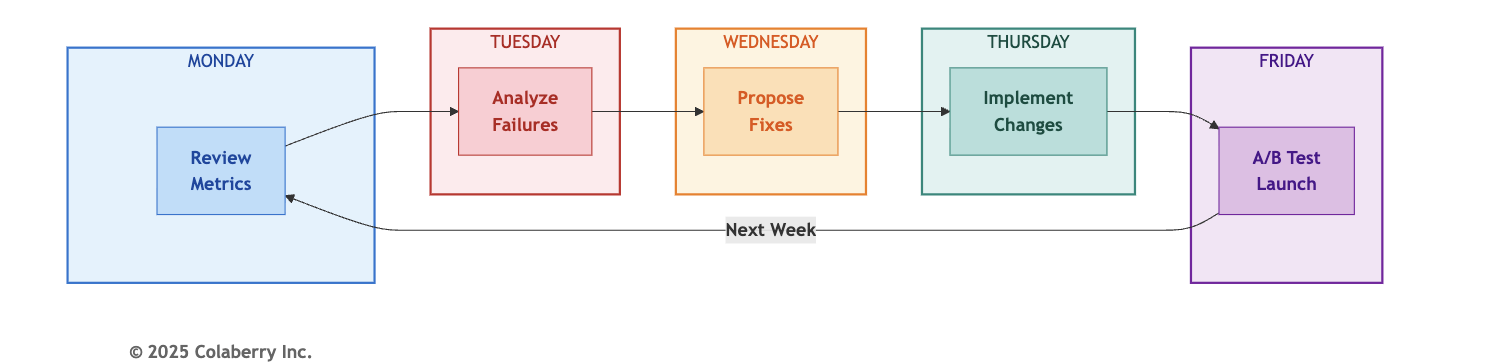 MONDAY
Review
Metrics
TUESDAY
Analyze
Failures
WEDNESDAY
Propose
Fixes
THURSDAY
Implement
Changes
FRIDAY
A/B Test
Launch
Next Week
© 2025 Colaberry Inc.